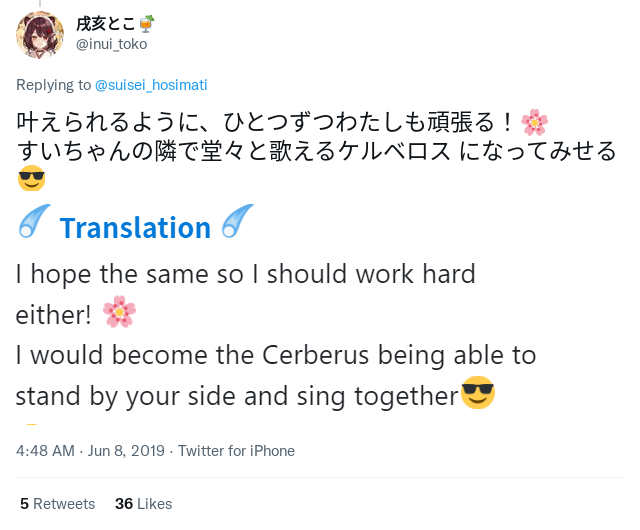 戌亥とこ🍹
@inui_toko
Replying to @suisei_hosimati
叶えられるように、ひとつずつわたしも頑張る！🌸
すいちゃんの隣で堂々と歌えるケルベロス になってみせる
😎
☄️ Translation ☄️
I hope the same so I should work hard
either! 🌸
I would become the Cerberus being able to
stand by your side and sing together😎
4:48 AM · Jun 8, 2019 · Twitter for iPhone
5 Retweets 36 Likes